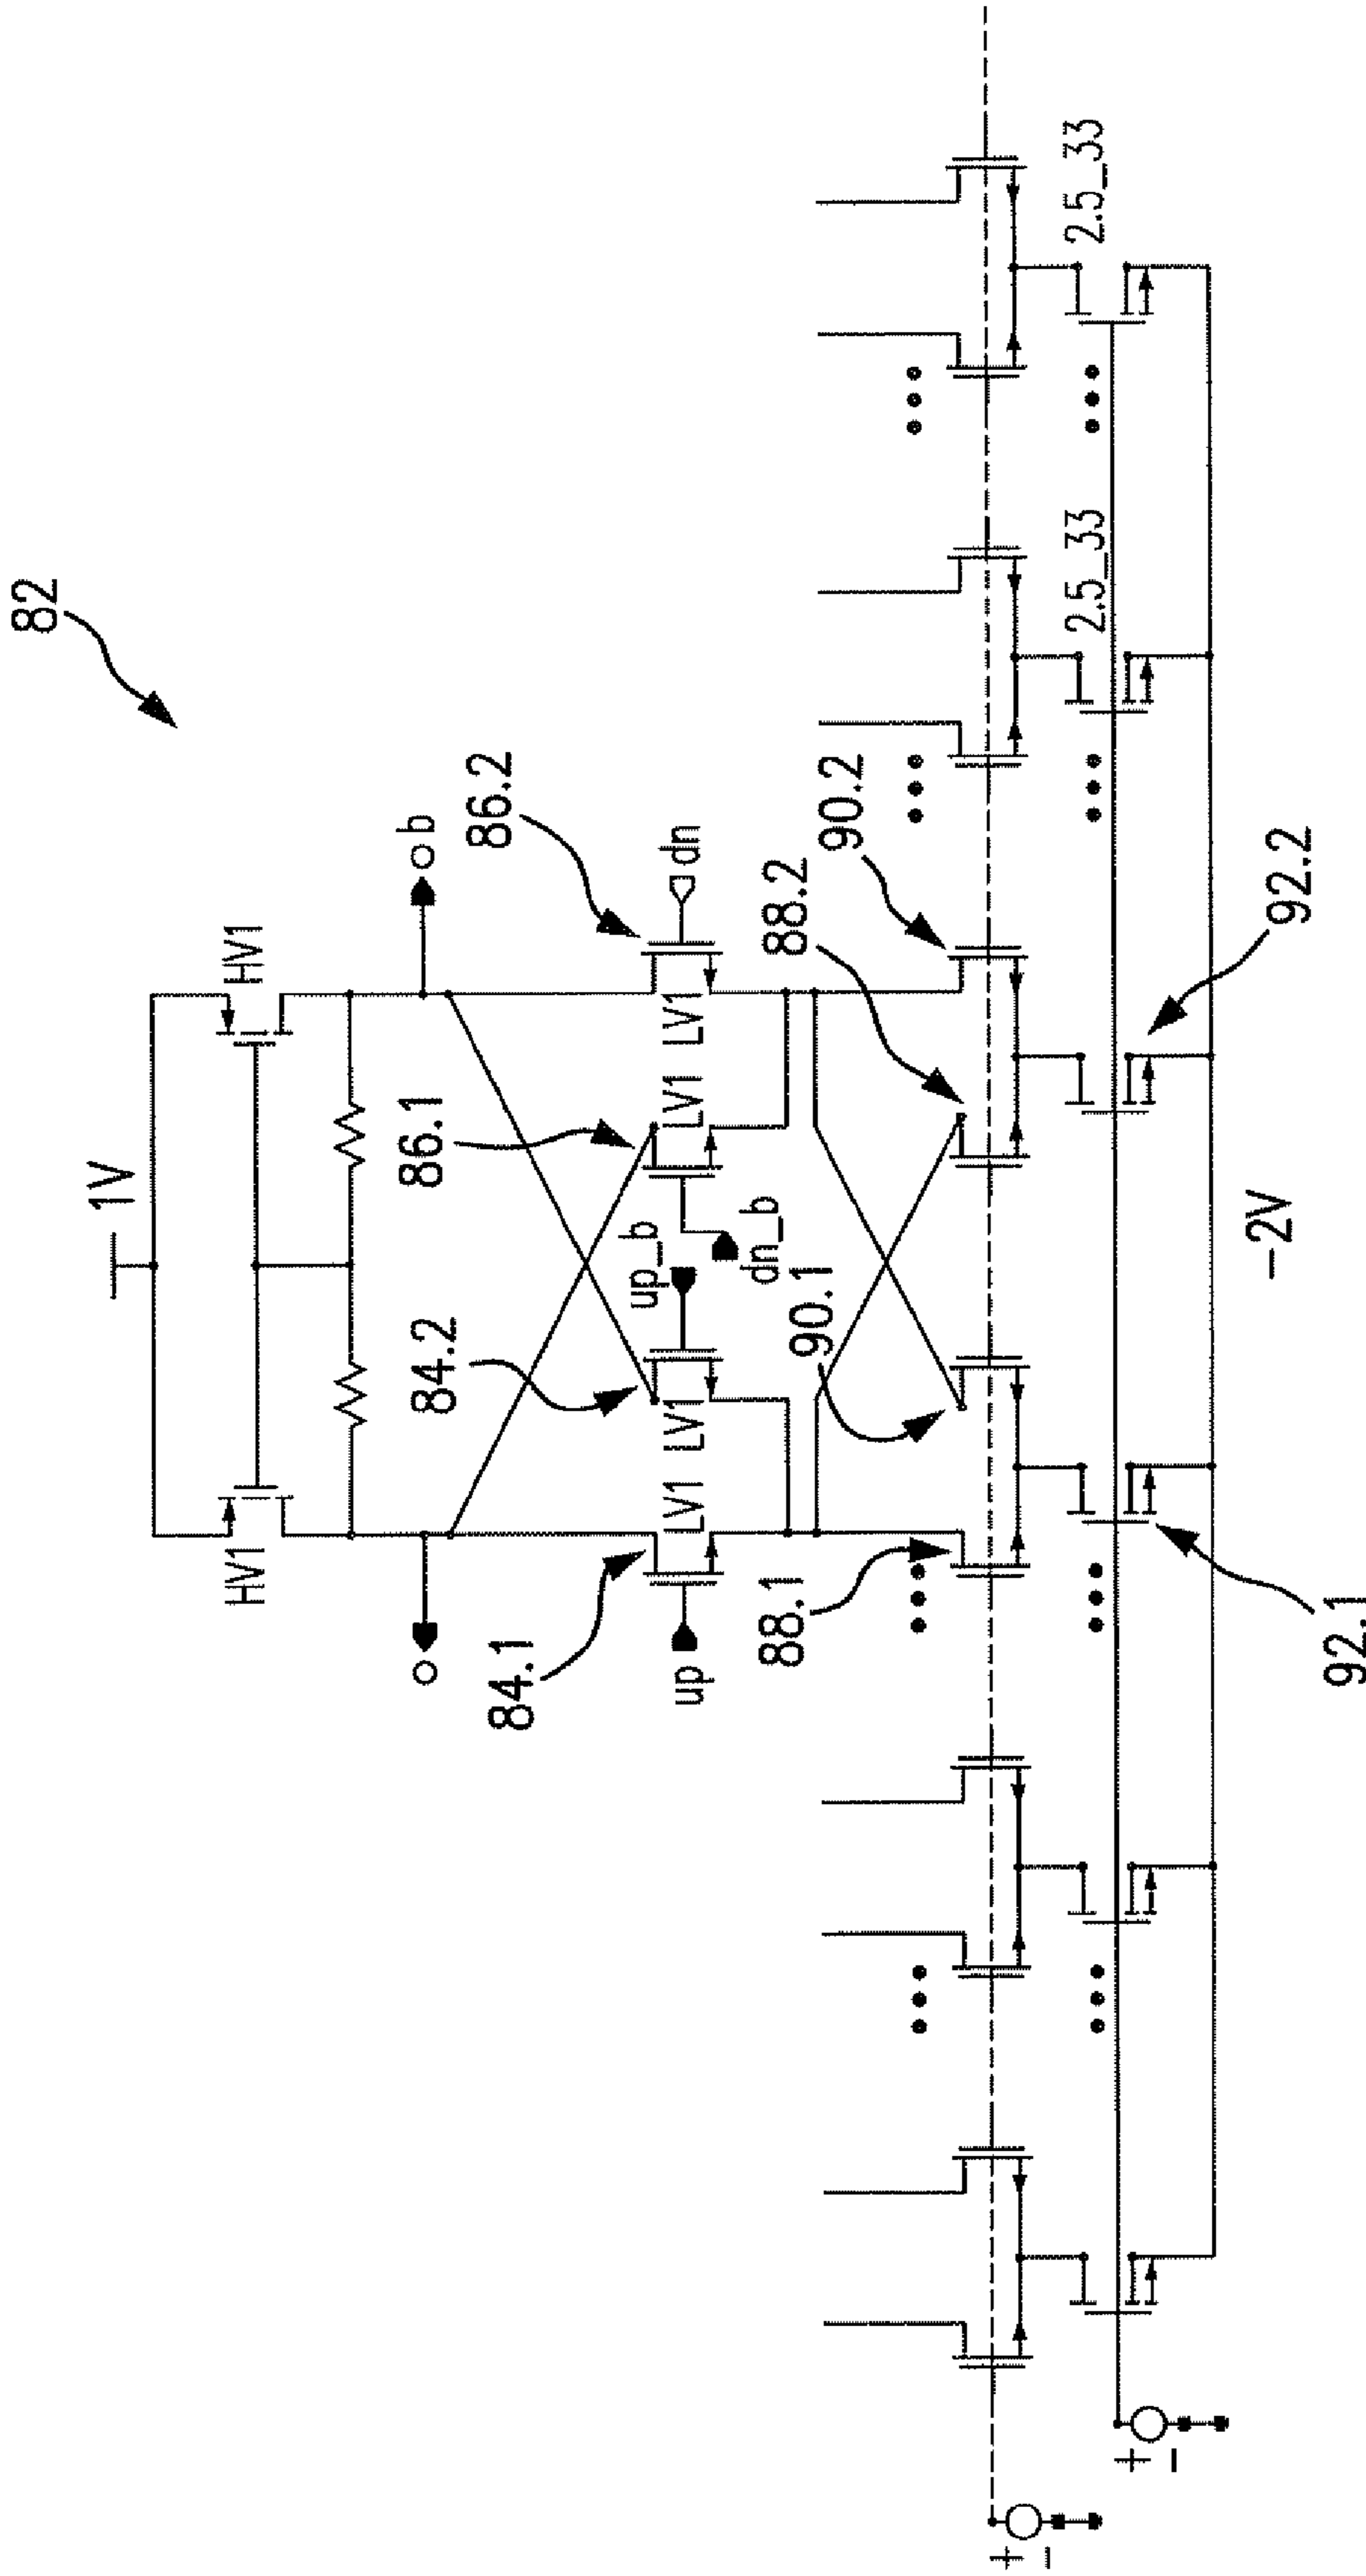 82
1V
HV1
HV1
o
ob
84.1
84.2
86.1
86.2
up
LV1
LV1
up_b
dn_b
LV1
LV1
dn
88.1
90.1
88.2
90.2
2.5_33
2.5_33
92.1
92.2
-2V
+
-
+
-